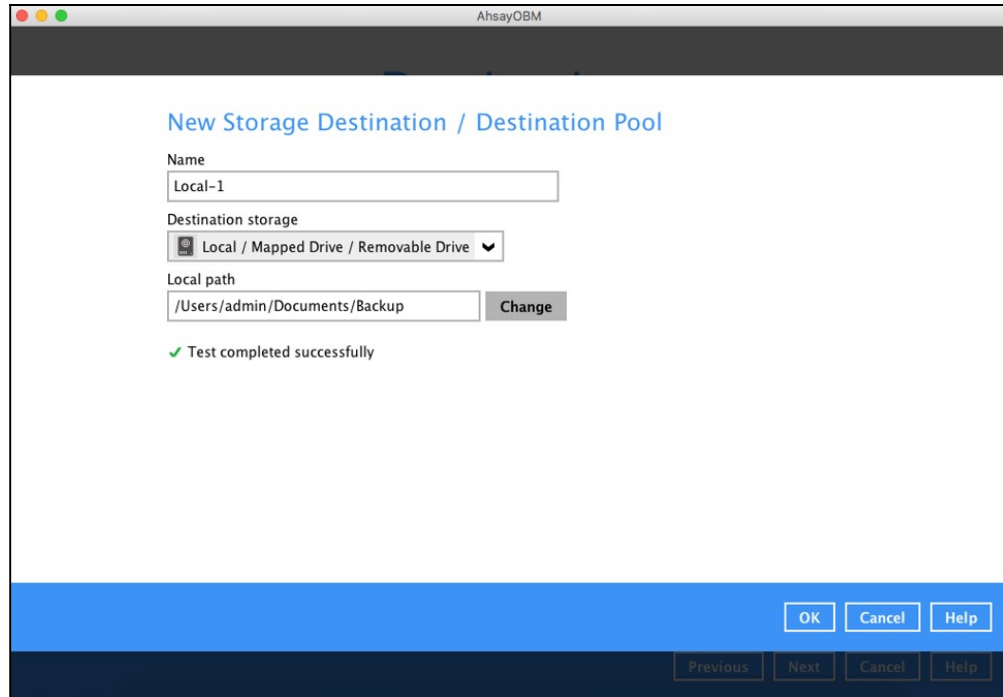 AhsayOBM
New Storage Destination / Destination Pool
Name
Local-1
Destination storage
Local / Mapped Drive / Removable Drive
Local path
/Users/admin/Documents/Backup Change
Test completed successfully
OK Cancel Help
Previous Next Cancel Help